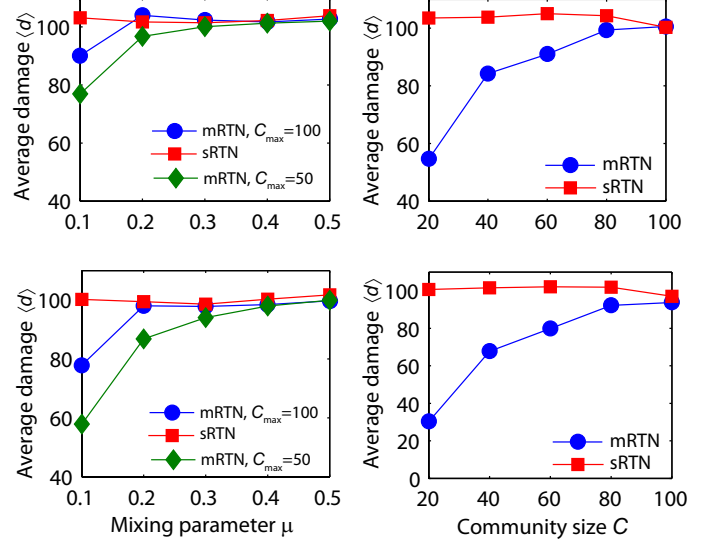 Average damage ⟨d⟩
100
80
60
40
mRTN, Cmax=100
sRTN
mRTN, Cmax=50
0.1 0.2 0.3 0.4 0.5
Average damage ⟨d⟩
100
80
60
40
mRTN
sRTN
20 40 60 80 100
Average damage ⟨d⟩
100
80
60
40
mRTN, Cmax=100
sRTN
mRTN, Cmax=50
0.1 0.2 0.3 0.4 0.5
Mixing parameter μ
Average damage ⟨d⟩
100
80
60
40
20
0
mRTN
sRTN
20 40 60 80 100
Community size C